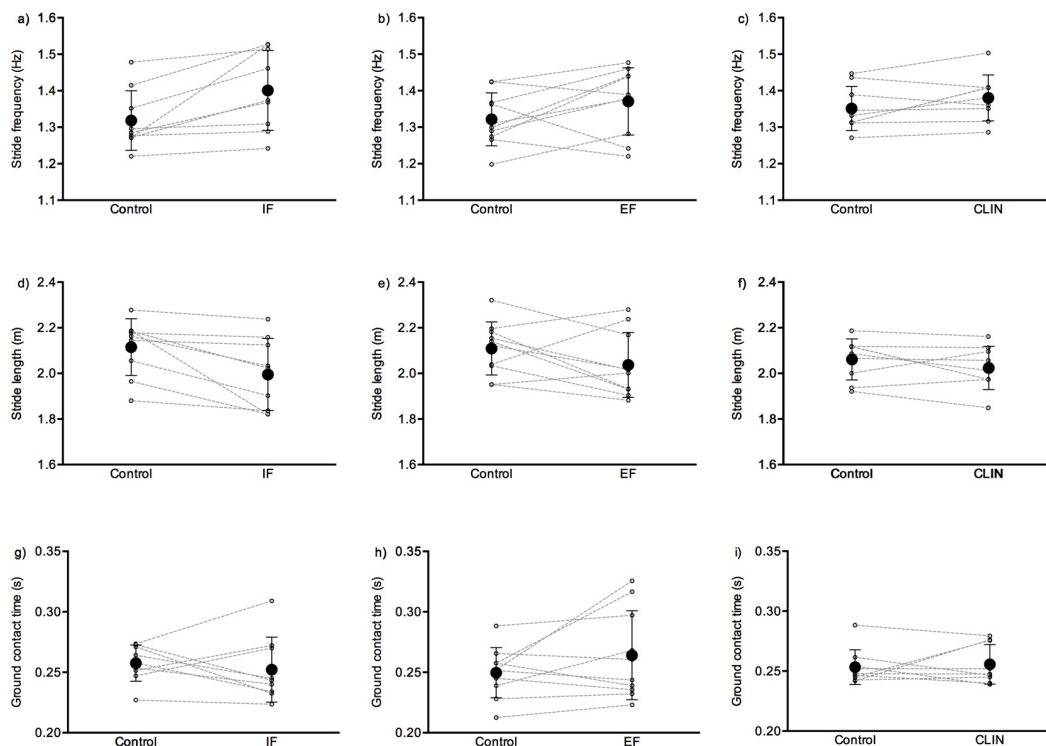 a)
Stride frequency (Hz)
1.6
1.5
1.4
1.3
1.2
1.1
Control
IF
b)
Stride frequency (Hz)
1.6
1.5
1.4
1.3
1.2
1.1
Control
EF
c)
Stride frequency (Hz)
1.6
1.5
1.4
1.3
1.2
1.1
Control
CLIN
d)
Stride length (m)
2.4
2.2
2.0
1.8
1.6
Control
IF
e)
Stride length (m)
2.4
2.2
2.0
1.8
1.6
Control
EF
f)
Stride length (m)
2.4
2.2
2.0
1.8
1.6
Control
CLIN
g)
Ground contact time (s)
0.35
0.30
0.25
0.20
Control
IF
h)
Ground contact time (s)
0.35
0.30
0.25
0.20
Control
EF
i)
Ground contact time (s)
0.35
0.30
0.25
0.20
Control
CLIN